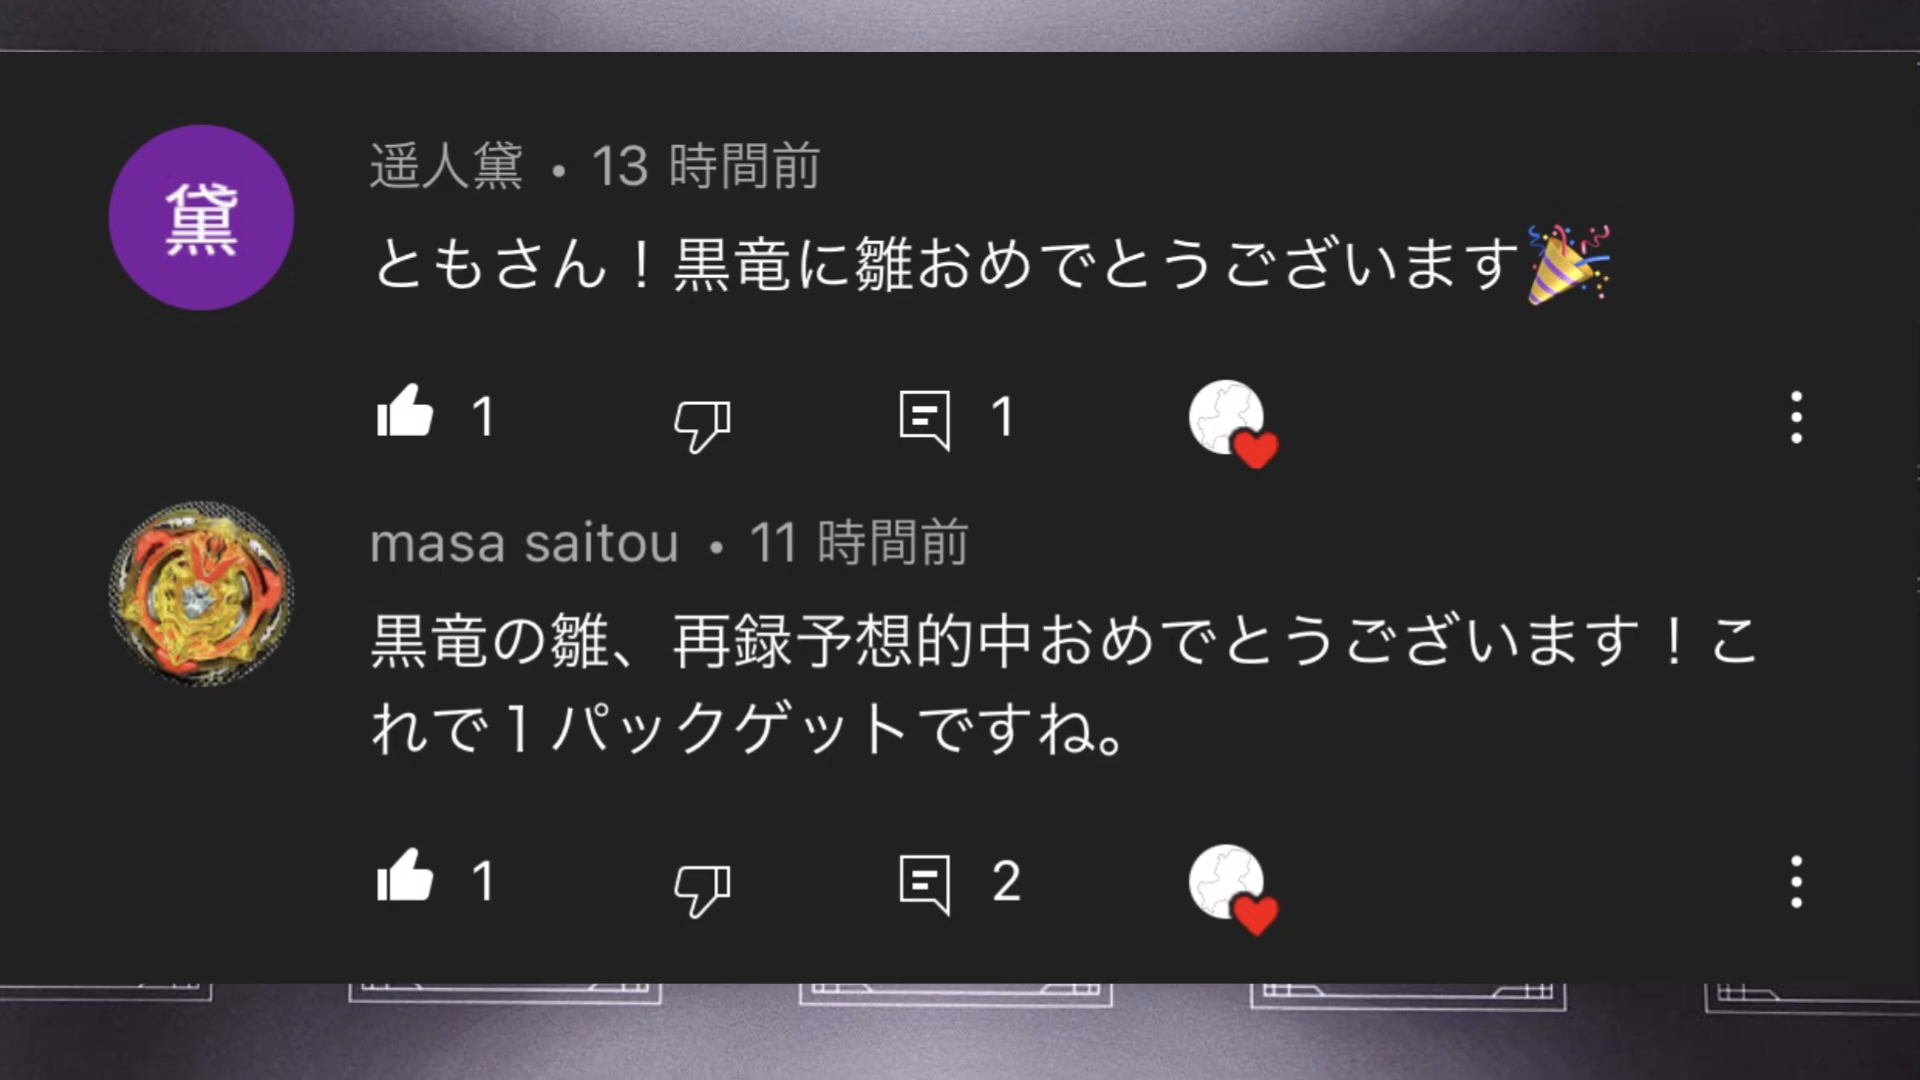 黛
遥人黛 • 13 時間前
ともさん！黒竜に雛おめでとうございます🎉
1
1
masa saitou • 11 時間前
黒竜の雛、再録予想的中おめでとうございます！こ
れで１パックゲットですね。
1
2